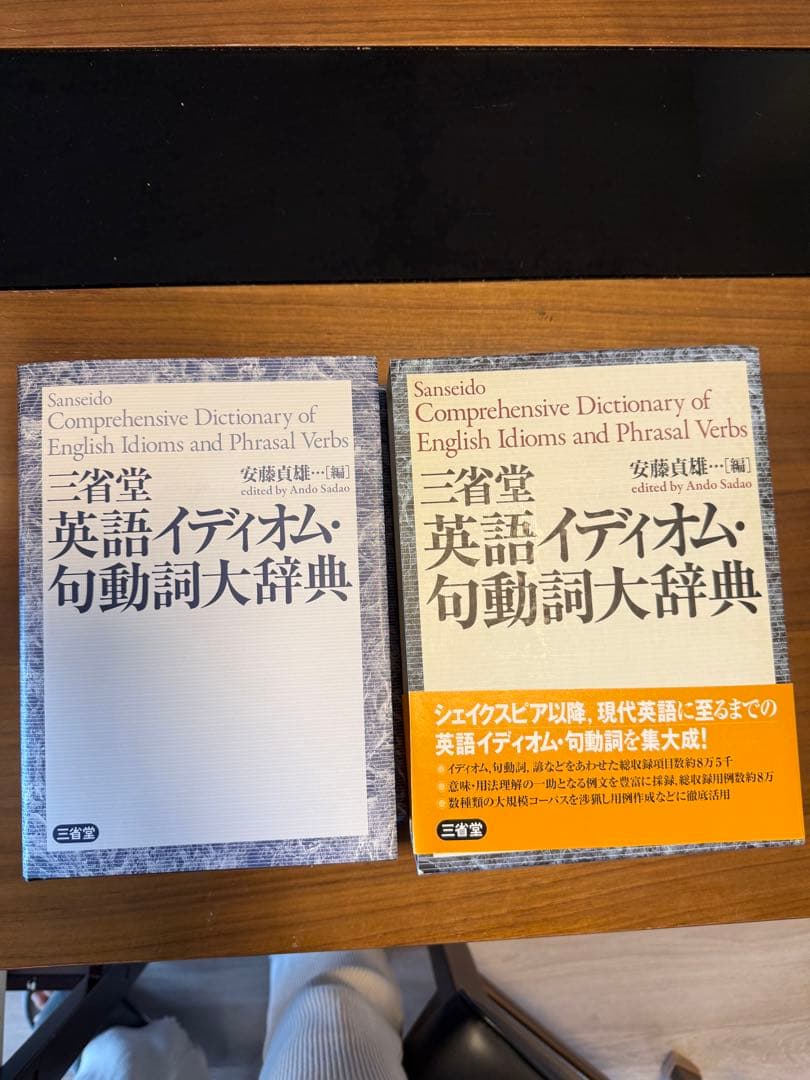 Sanseido
Comprehensive Dictionary of
English Idioms and Phrasal Verbs
三省堂
安藤貞雄…[編]
edited by Ando Sadao
英語イディオム・
句動詞大辞典
三省堂
Sanseido
Comprehensive Dictionary of
English Idioms and Phrasal Verbs
三省堂
安藤貞雄…[編]
edited by Ando Sadao
英語イディオム・
句動詞大辞典
シェイクスピア以降,現代英語に至るまでの
英語イディオム・句動詞を集大成!
イディオム,句動詞,諺などをあわせた総収録項目数約8万5千
意味・用法理解の一助となる例文を豊富に採録,総収録用例数約8万
数種類の大規模コーパスを渉猟し用例作成などに徹底活用
三省堂